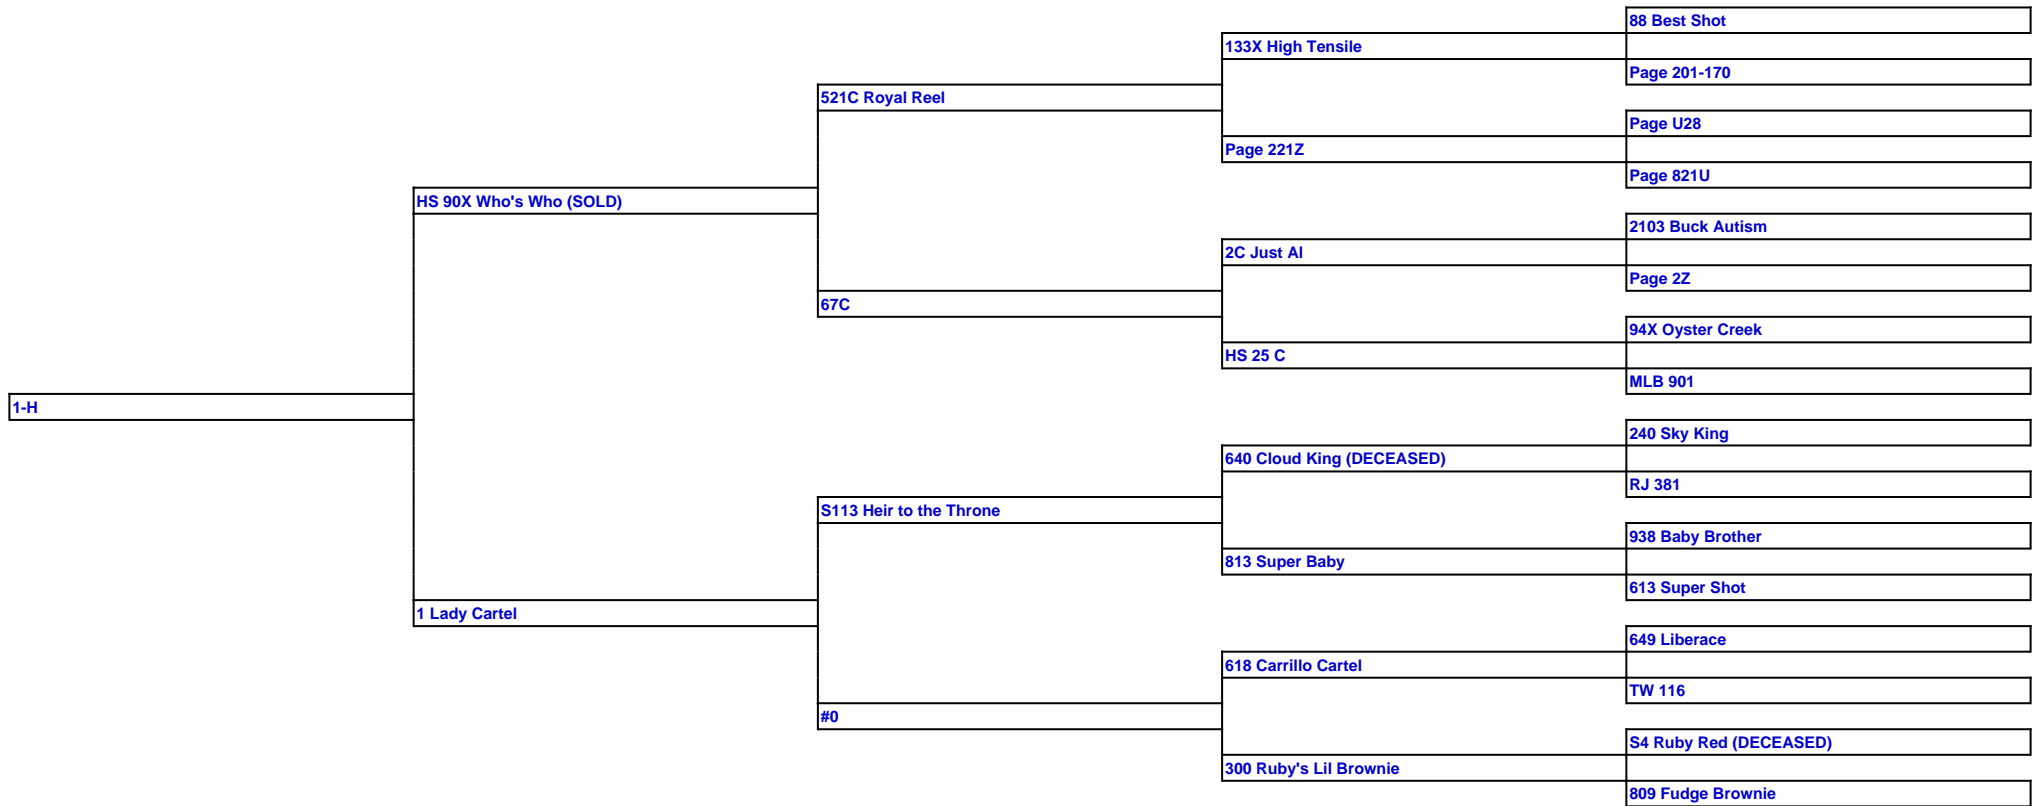 88 Best Shot
133X High Tensile
Page 201-170
521C Royal Reel
Page U28
Page 221Z
Page 821U
HS 90X Who's Who (SOLD)
2103 Buck Autism
2C Just AI
Page 2Z
67C
94X Oyster Creek
HS 25 C
MLB 901
1-H
240 Sky King
640 Cloud King (DECEASED)
RJ 381
S113 Heir to the Throne
938 Baby Brother
813 Super Baby
613 Super Shot
1 Lady Cartel
649 Liberace
618 Carrillo Cartel
TW 116
#0
S4 Ruby Red (DECEASED)
300 Ruby's Lil Brownie
809 Fudge Brownie